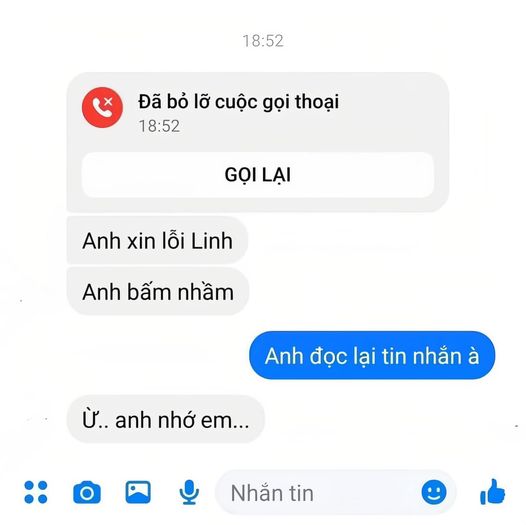 18:52
Đã bỏ lỡ cuộc gọi thoại
18:52
GỌI LẠI
Anh xin lỗi Linh
Anh bấm nhầm
Anh đọc lại tin nhắn à
Ừ.. anh nhớ em...
Nhắn tin